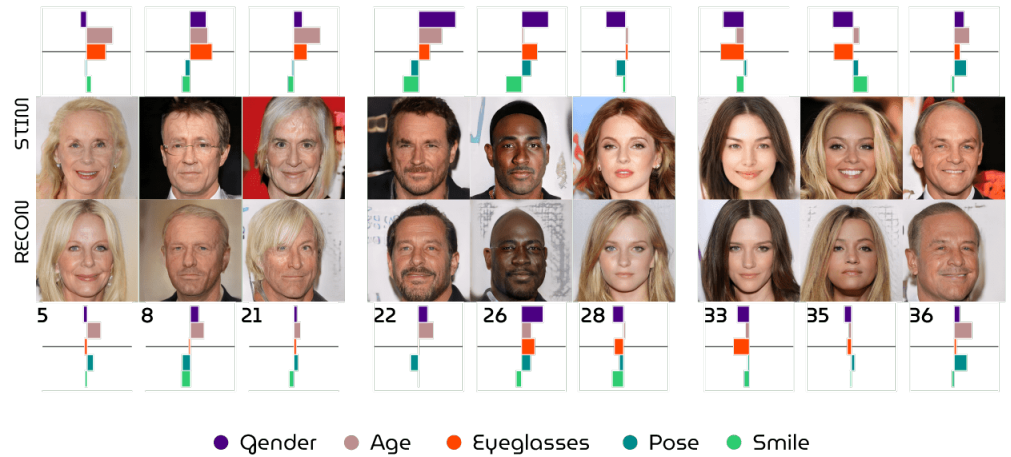 STIM
RECON
5 8 21 22 26 28 33 35 36
Gender Age Eyeglasses Pose Smile